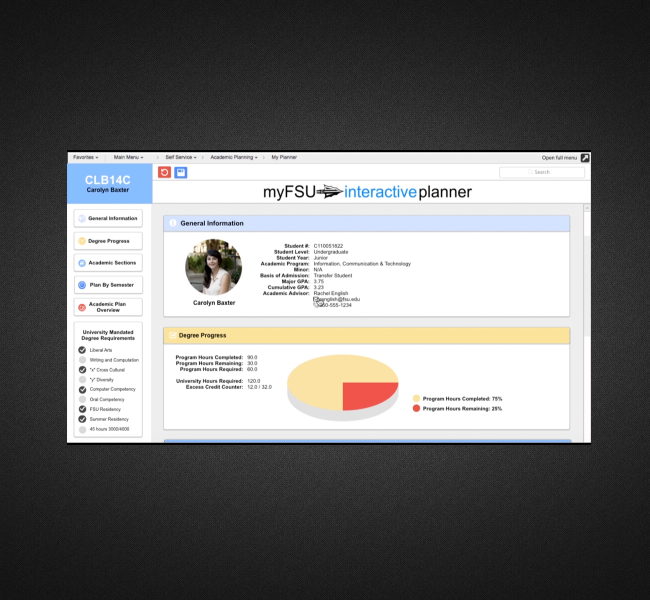 Favorites Main Menu > Self Service > Academic Planning > My Planner Open full menu
CLB14C
Carolyn Baxter
Search
myFSU interactive planner
General Information
Degree Progress
Academic Sections
Plan By Semester
Academic Plan
Overview
University Mandated
Degree Requirements
Liberal Arts
Writing and Computation
"x" Cross Cultural
"y" Diversity
Computer Competency
Oral Competency
FSU Residency
Summer Residency
45 hours 3000/4000
General Information
Carolyn Baxter
Student #: C110051822
Student Level: Undergraduate
Student Year: Junior
Academic Program: Information, Communication & Technology
Minor: N/A
Basis of Admission: Transfer Student
Major GPA: 3.75
Cumulative GPA: 3.23
Academic Advisor: Rachel English
english@fsu.edu
-555-1234
Degree Progress
Program Hours Completed: 90.0
Program Hours Remaining: 30.0
Program Hours Required: 60.0
University Hours Required: 120.0
Excess Credit Counter: 12.0 / 32.0
Program Hours Completed: 75%
Program Hours Remaining: 25%